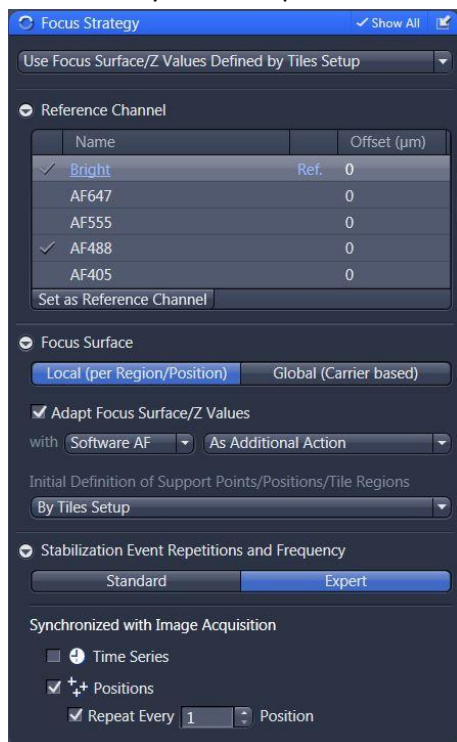 Focus Strategy Show All
Use Focus Surface/Z Values Defined by Tiles Setup
Reference Channel
Name Offset (µm)
Bright Ref. 0
AF647 0
AF555 0
AF488 0
AF405 0
Set as Reference Channel
Focus Surface
Local (per Region/Position) Global (Carrier based)
Adapt Focus Surface/Z Values
with Software AF As Additional Action
Initial Definition of Support Points/Positions/Tile Regions
By Tiles Setup
Stabilization Event Repetitions and Frequency
Standard Expert
Synchronized with Image Acquisition
Time Series
Positions
Repeat Every 1 Position